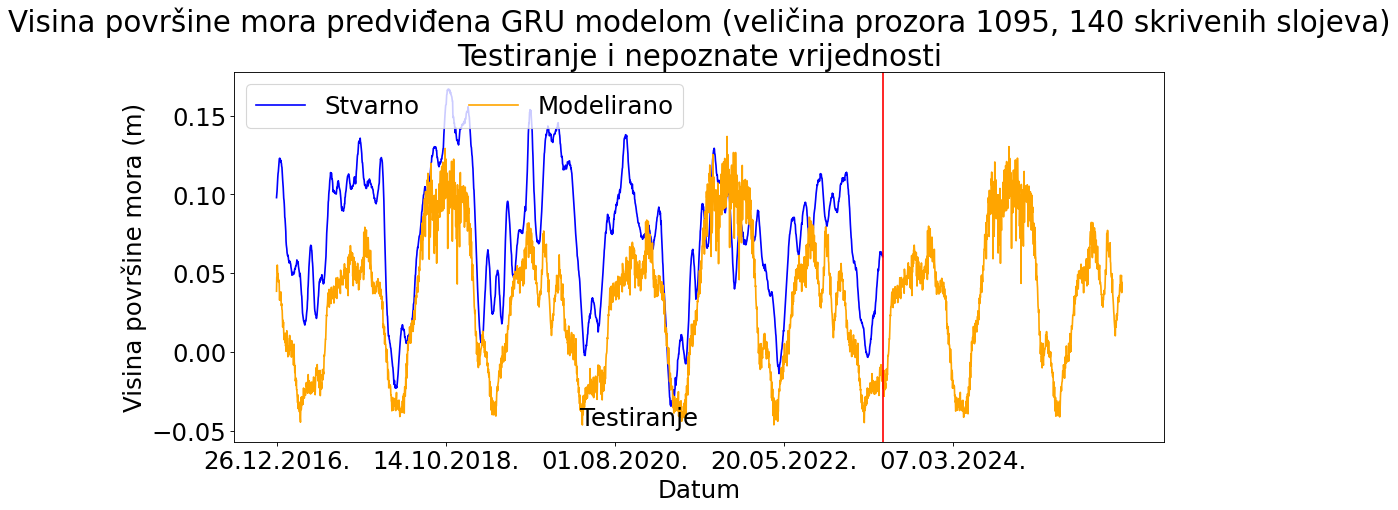 Visina površine mora predviđena GRU modelom (veličina prozora 1095, 140 skrivenih slojeva)
Testiranje i nepoznate vrijednosti
Stvarno
Modelirano
Visina površine mora (m)
0.15
0.10
0.05
0.00
−0.05
Testiranje
26.12.2016.
14.10.2018.
01.08.2020.
20.05.2022.
07.03.2024.
Datum